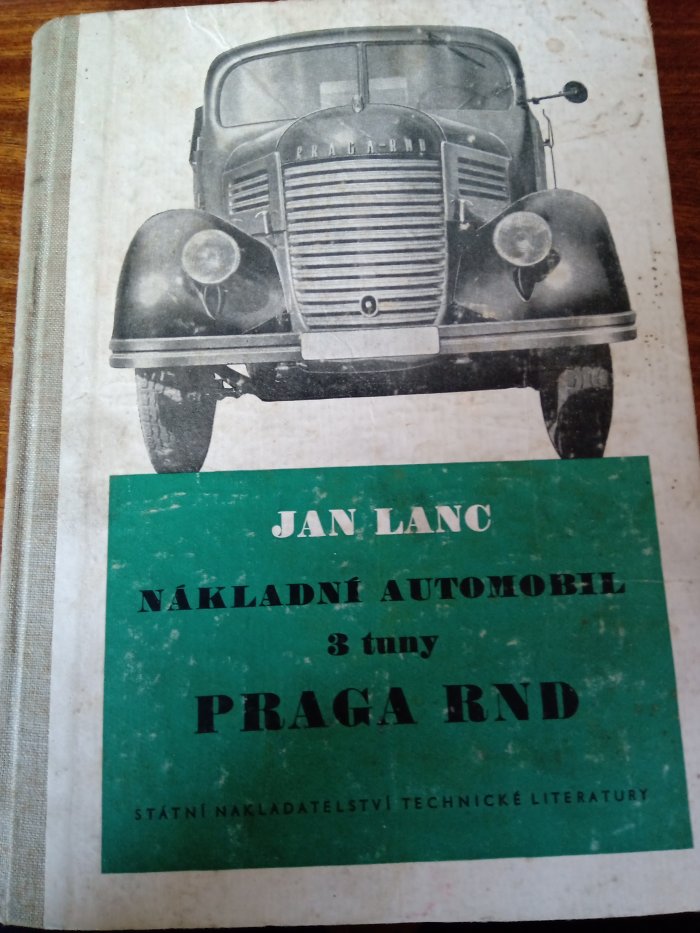 PRAGA-RND
JAN LANC
NÁKLADNÍ AUTOMOBIL
3 tuny
PRAGA RND
STÁTNÍ NAKLADATELSTVÍ TECHNICKÉ LITERATURY